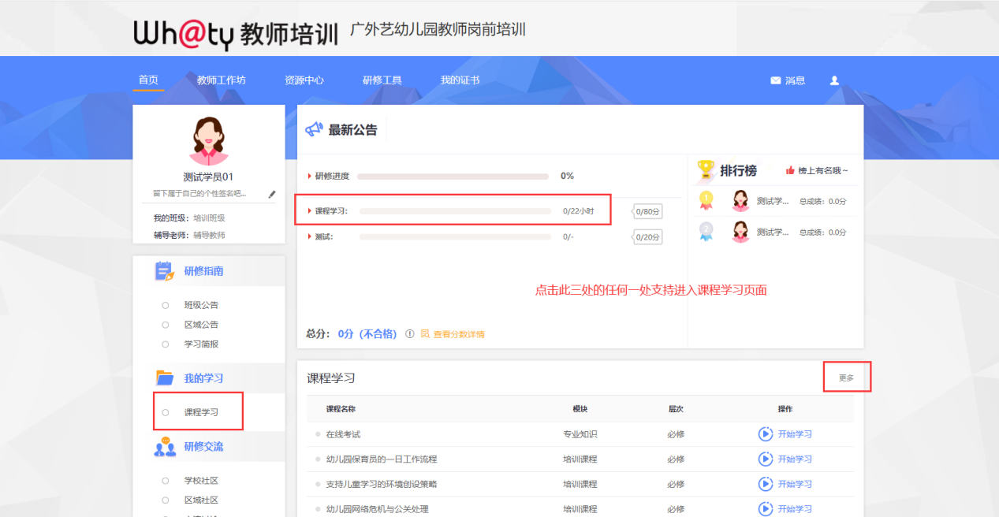 Wh@ty 教师培训 广外艺幼儿园教师岗前培训
首页 教师工作坊 资源中心 研修工具 我的证书 消息
测试学员01
留下属于自己的个性签名吧...
我的班级: 培训班级
辅导老师: 辅导教师
研修指南
班级公告
区域公告
学习简报
我的学习
课程学习
研修交流
学校社区
区域社区
最新公告
研修进度 0%
课程学习: 0/22小时 0/80分
测试: 0/- 0/20分
排行榜 榜上有名哦~
1 测试学... 总成绩: 0.0分
2 测试学... 总成绩: 0.0分
点击此三处的任何一处支持进入课程学习页面
总分: 0分 (不合格) 查看分数详情
课程学习 更多
课程名称 模块 层次 操作
在线考试 专业知识 必修 开始学习
幼儿园保育员的一日工作流程 培训课程 必修 开始学习
支持儿童学习的环境创设策略 培训课程 必修 开始学习
幼儿园网络危机与公关处理 培训课程 必修 开始学习